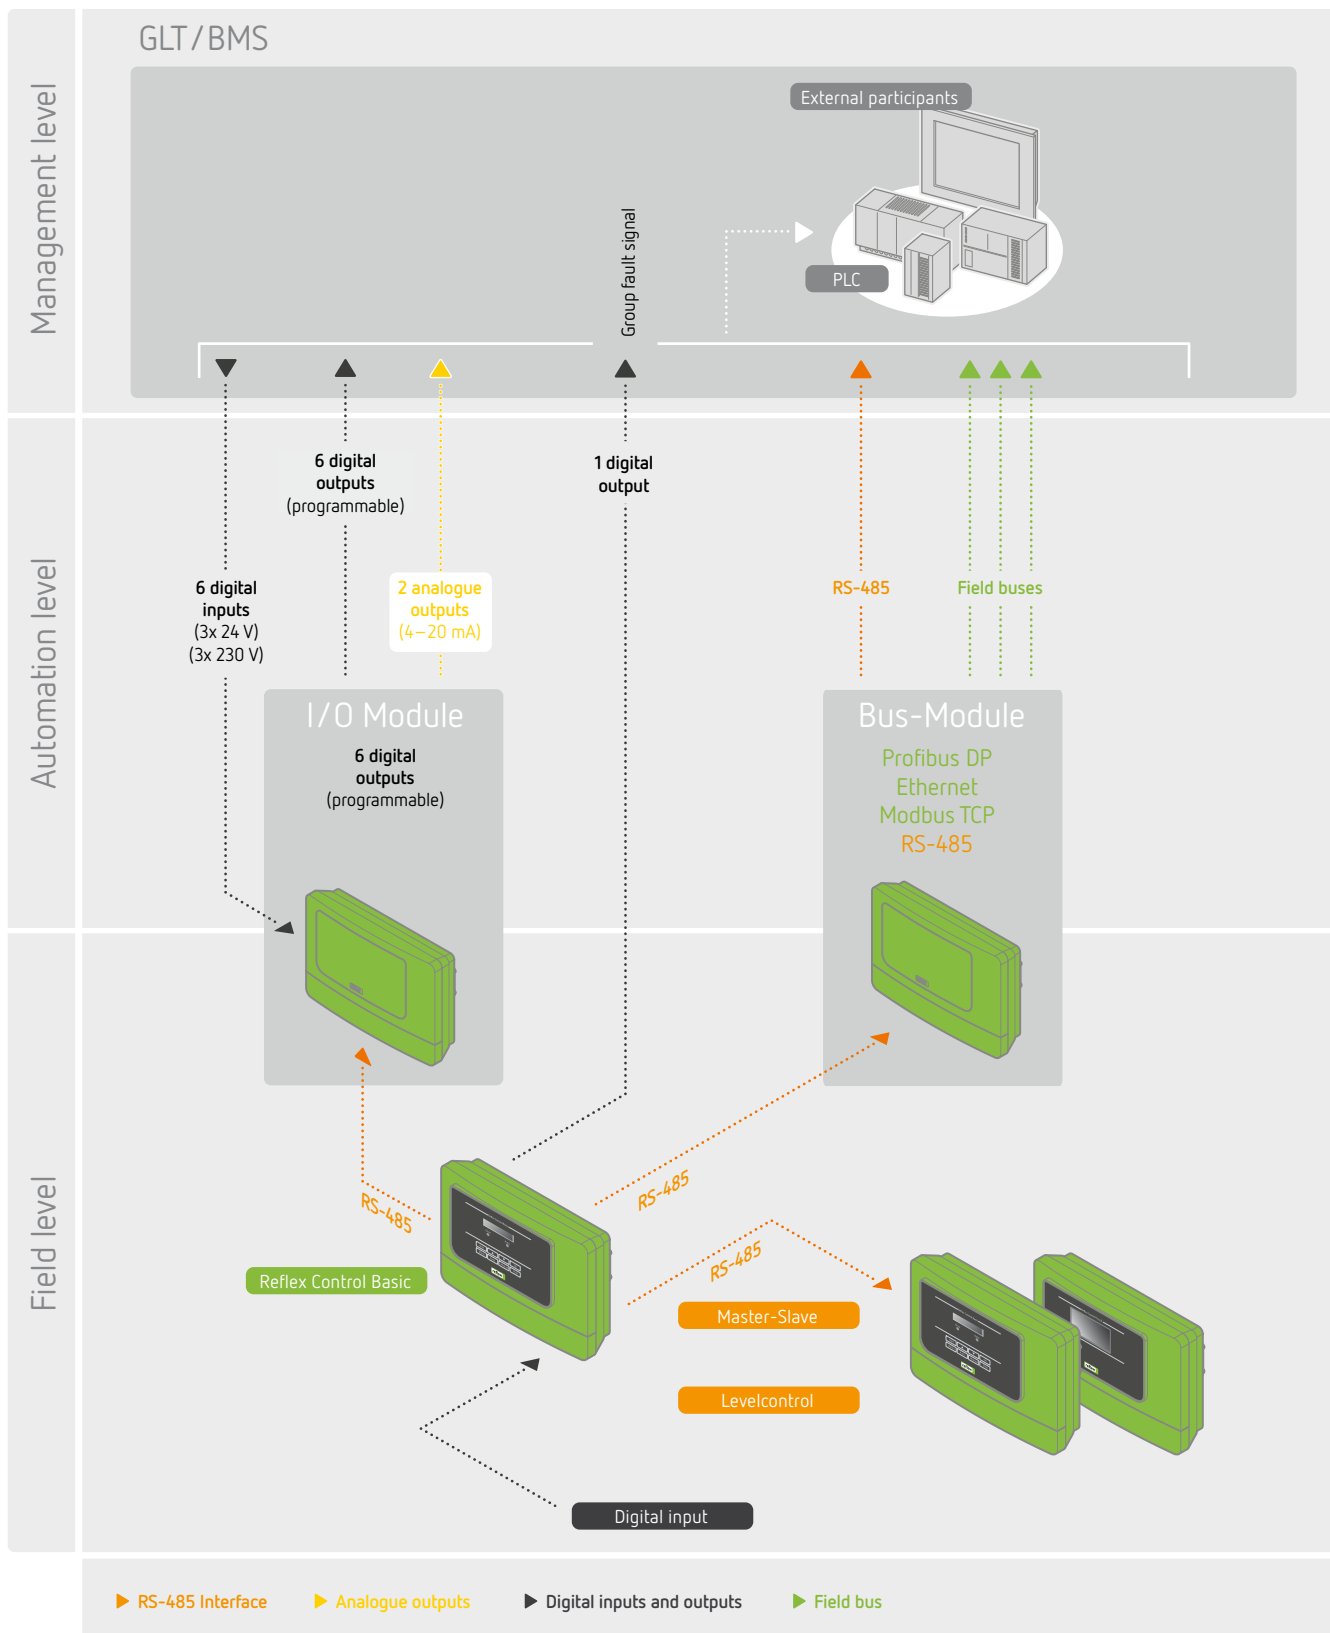 GLT/BMS
Management level
External participants
PLC
Group fault signal
Automation level
6 digital
outputs
(programmable)
1 digital
output
6 digital
inputs
(3x 24 V)
(3x 230 V)
2 analogue
outputs
(4–20 mA)
RS-485
Field buses
I/O Module
6 digital
outputs
(programmable)
Bus-Module
Profibus DP
Ethernet
Modbus TCP
RS-485
Field level
RS-485
RS-485
RS-485
Reflex Control Basic
Master-Slave
Levelcontrol
Digital input
RS-485 Interface
Analogue outputs
Digital inputs and outputs
Field bus